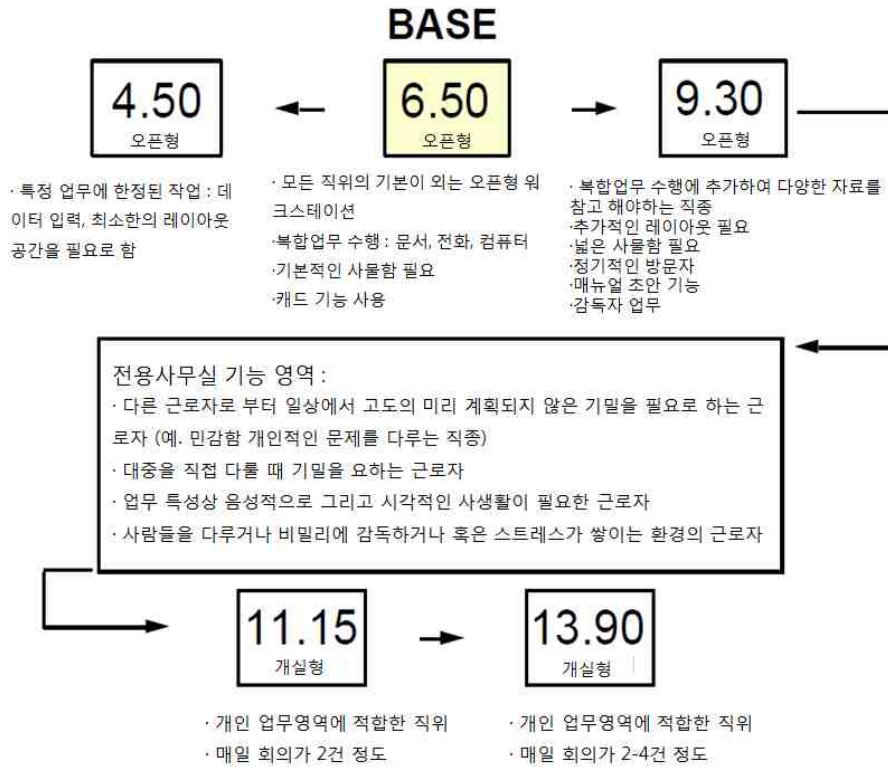 BASE
4.50
오픈형
6.50
오픈형
9.30
오픈형
· 특정 업무에 한정된 작업 : 데
이터 입력, 최소한의 레이아웃
공간을 필요로 함
· 모든 직위의 기본이 외는 오픈형 워
크스테이션
·복합업무 수행 : 문서, 전화, 컴퓨터
·기본적인 사물함 필요
·캐드 기능 사용
· 복합업무 수행에 추가하여 다양한 자료를
참고 해야하는 직종
·추가적인 레이아웃 필요
·넓은 사물함 필요
·정기적인 방문자
·매뉴얼 초안 기능
·감독자 업무
전용사무실 기능 영역 :
· 다른 근로자로 부터 일상에서 고도의 미리 계획되지 않은 기밀을 필요로 하는 근
로자 (예. 민감함 개인적인 문제를 다루는 직종)
· 대중을 직접 다룰 때 기밀을 요하는 근로자
· 업무 특성상 음성적으로 그리고 시각적인 사생활이 필요한 근로자
· 사람들을 다루거나 비밀리에 감독하거나 혹은 스트레스가 쌓이는 환경의 근로자
11.15
개실형
13.90
개실형
· 개인 업무영역에 적합한 직위
· 매일 회의가 2건 정도
· 개인 업무영역에 적합한 직위
· 매일 회의가 2-4건 정도